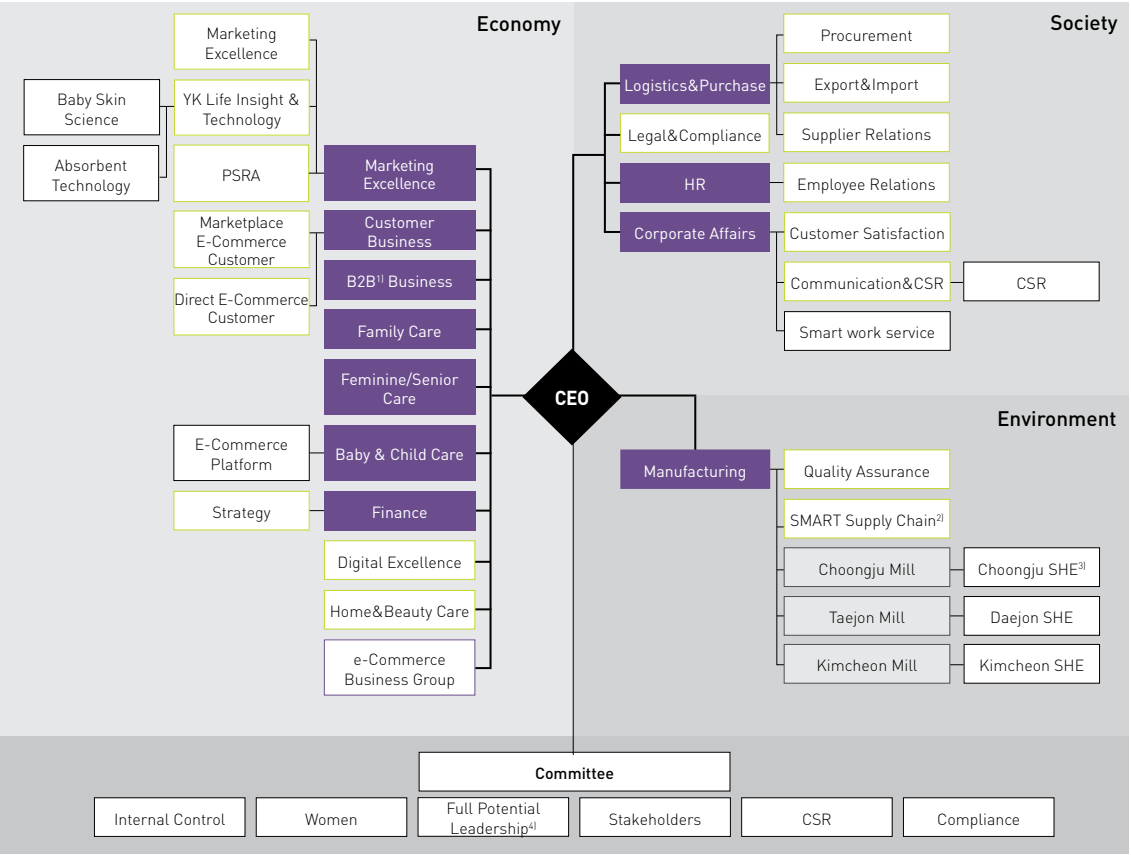 Economy
Marketing
Excellence
Baby Skin
Science
YK Life Insight &
Technology
Absorbent
Technology
PSRA
Marketing
Excellence
Marketplace
E-Commerce
Customer
Customer
Business
Direct E-Commerce
Customer
B2B¹⁾ Business
Family Care
Feminine/Senior
Care
E-Commerce
Platform
Baby & Child Care
Strategy
Finance
Digital Excellence
Home&Beauty Care
e-Commerce
Business Group
CEO
Society
Logistics&Purchase
Procurement
Export&Import
Supplier Relations
Legal&Compliance
HR
Employee Relations
Corporate Affairs
Customer Satisfaction
Communication&CSR
CSR
Smart work service
Environment
Manufacturing
Quality Assurance
SMART Supply Chain²⁾
Choongju Mill
Choongju SHE³⁾
Taejon Mill
Daejon SHE
Kimcheon Mill
Kimcheon SHE
Committee
Internal Control
Women
Full Potential
Leadership⁴⁾
Stakeholders
CSR
Compliance